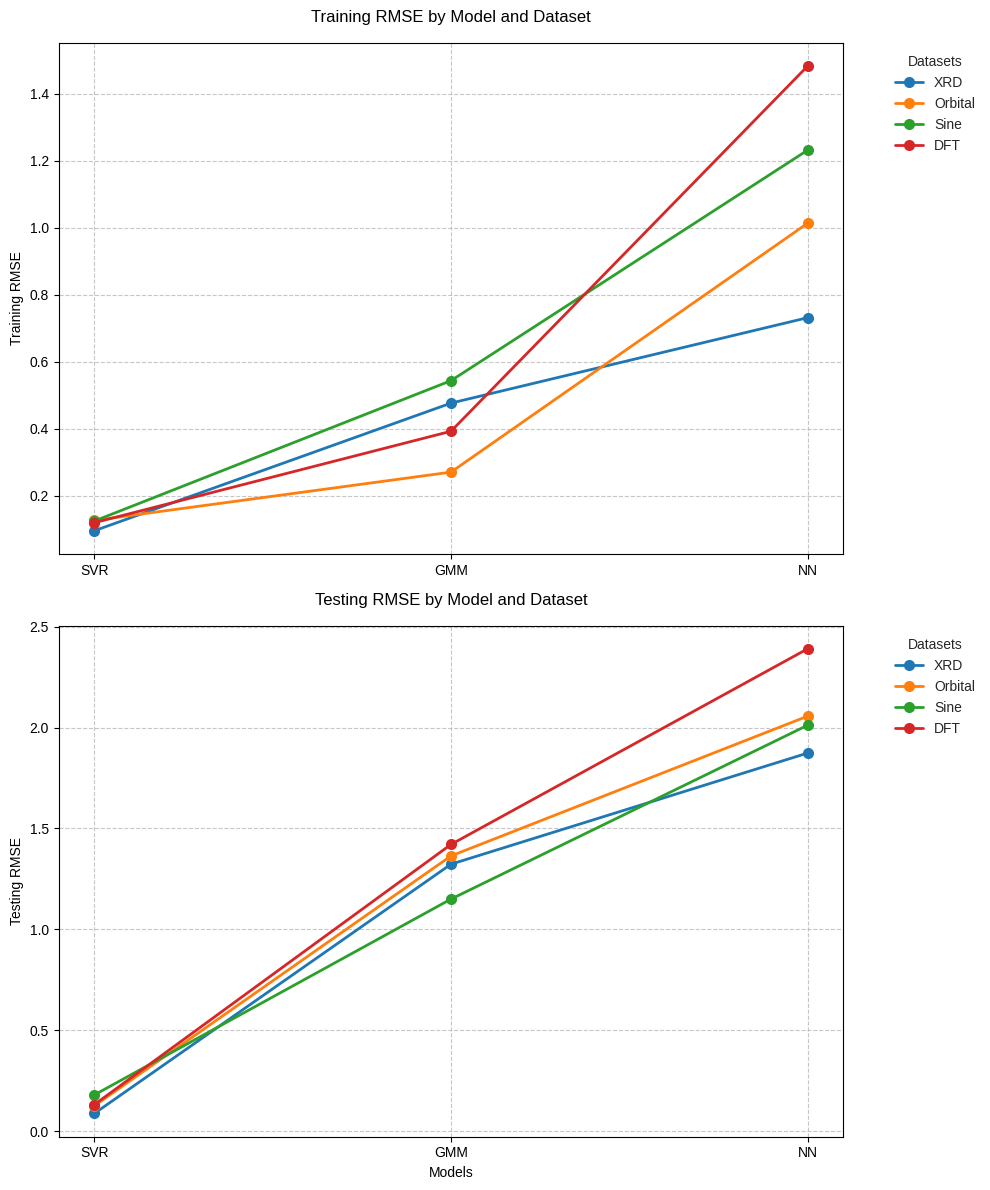 Training RMSE by Model and Dataset
Training RMSE
1.4
1.2
1.0
0.8
0.6
0.4
0.2
SVR
GMM
NN
Datasets
XRD
Orbital
Sine
DFT
Testing RMSE by Model and Dataset
Testing RMSE
2.5
2.0
1.5
1.0
0.5
0.0
SVR
GMM
NN
Models
Datasets
XRD
Orbital
Sine
DFT